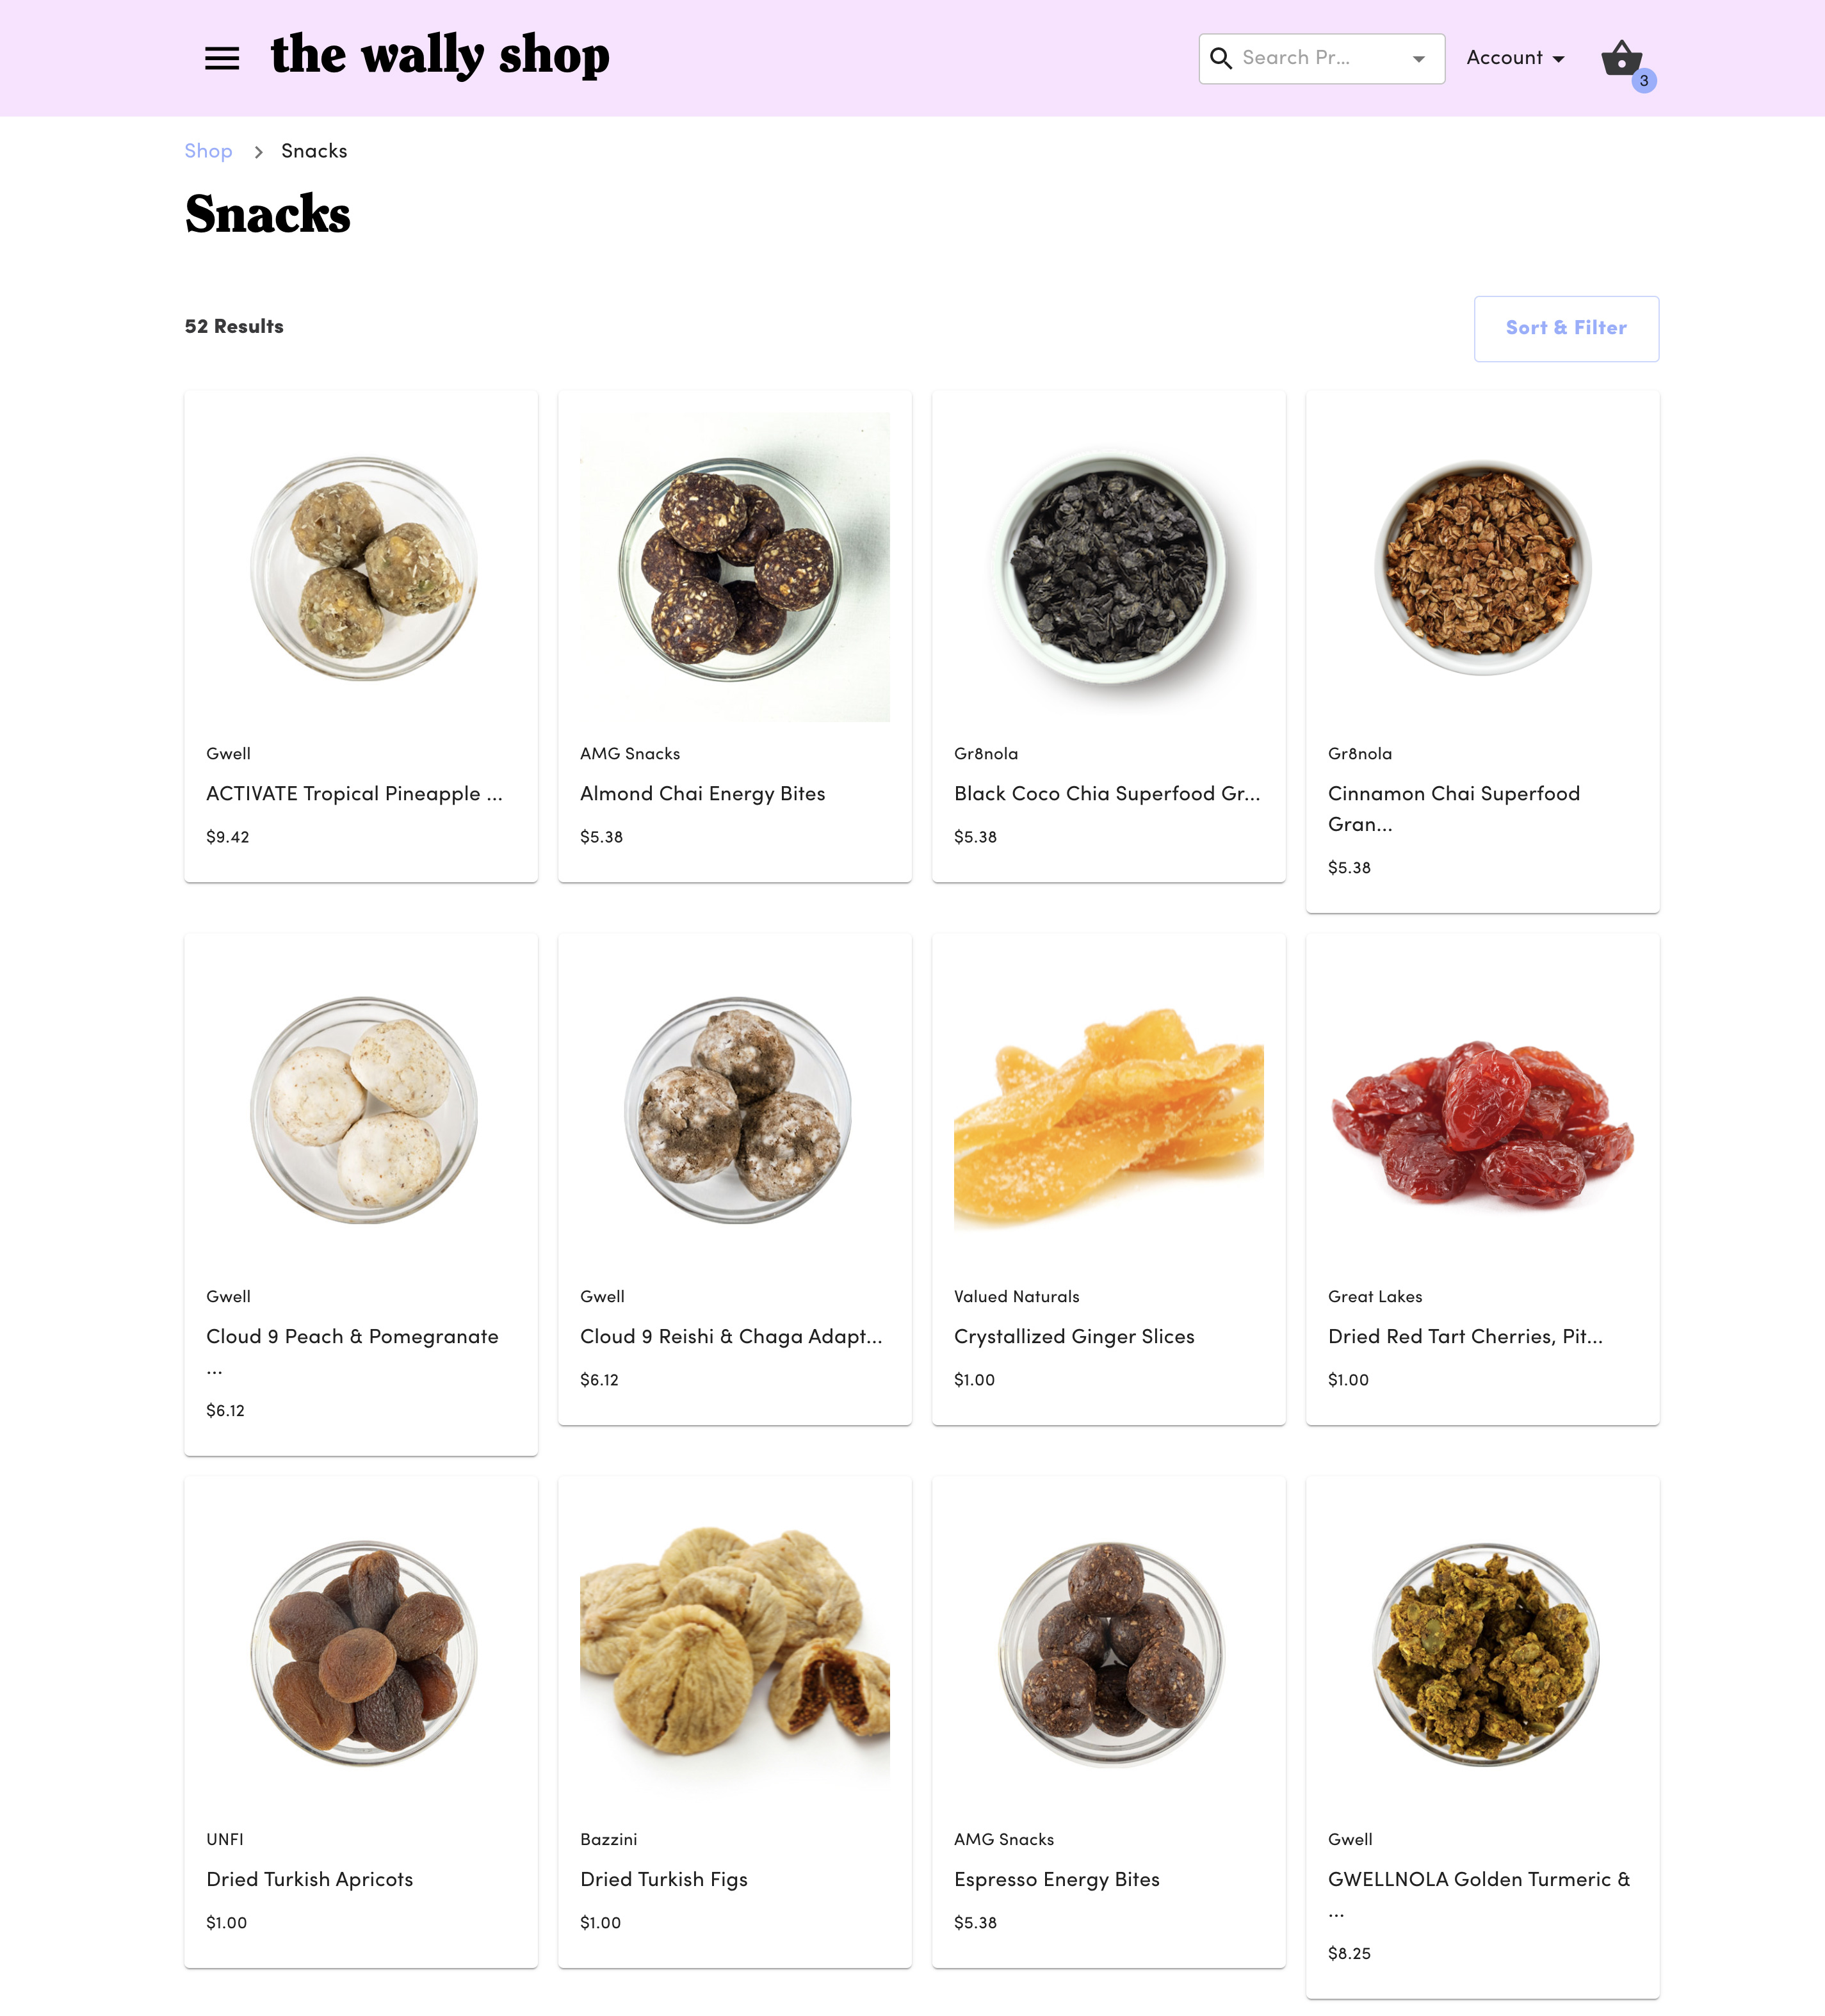 the wally shop
Search Pr...
Account
3
Shop > Snacks
Snacks
52 Results
Sort & Filter
Gwell
ACTIVATE Tropical Pineapple ...
$9.42
AMG Snacks
Almond Chai Energy Bites
$5.38
Gr8nola
Black Coco Chia Superfood Gr...
$5.38
Gr8nola
Cinnamon Chai Superfood
Gran...
$5.38
Gwell
Cloud 9 Peach & Pomegranate
...
$6.12
Gwell
Cloud 9 Reishi & Chaga Adapt...
$6.12
Valued Naturals
Crystallized Ginger Slices
$1.00
Great Lakes
Dried Red Tart Cherries, Pit...
$1.00
UNFI
Dried Turkish Apricots
$1.00
Bazzini
Dried Turkish Figs
$1.00
AMG Snacks
Espresso Energy Bites
$5.38
Gwell
GWELLNOLA Golden Turmeric &
...
$8.25